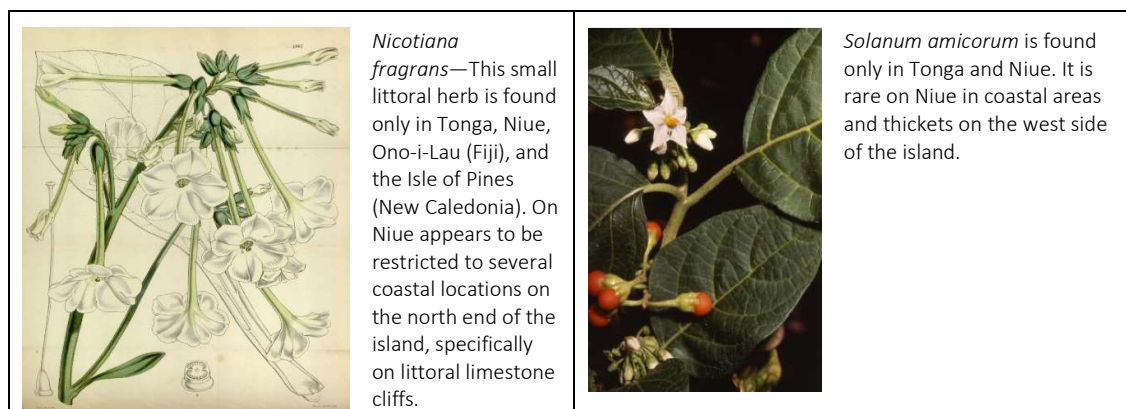 Nicotiana
fragrans—This small
littoral herb is found
only in Tonga, Niue,
Ono-i-Lau (Fiji), and
the Isle of Pines
(New Caledonia). On
Niue appears to be
restricted to several
coastal locations on
the north end of the
island, specifically
on littoral limestone
cliffs.
Solanum amicorum is found
only in Tonga and Niue. It is
rare on Niue in coastal areas
and thickets on the west side
of the island.